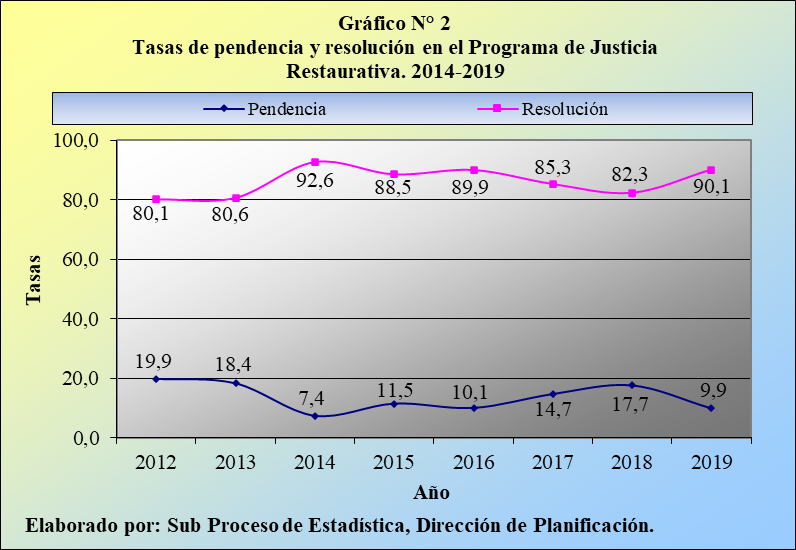 Gráfico N° 2
Tasas de pendencia y resolución en el Programa de Justicia
Restaurativa. 2014-2019
Pendencia Resolución
100,0
80,0
60,0
40,0
20,0
0,0
Tasas
80,1 80,6 92,6 88,5 89,9 85,3 82,3 90,1
19,9 18,4 7,4 11,5 10,1 14,7 17,7 9,9
2012 2013 2014 2015 2016 2017 2018 2019
Año
Elaborado por: Sub Proceso de Estadística, Dirección de Planificación.